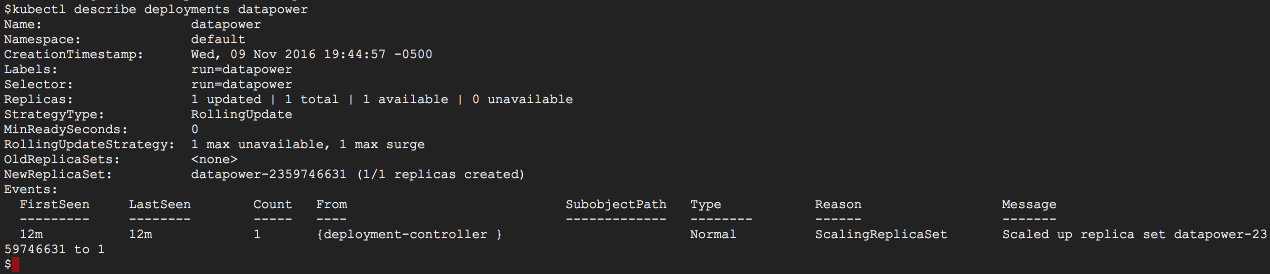 $kubectl describe deployments datapower
Name:                   datapower
Namespace:              default
CreationTimestamp:      Wed, 09 Nov 2016 19:44:57 -0500
Labels:                 run=datapower
Selector:               run=datapower
Replicas:               1 updated | 1 total | 1 available | 0 unavailable
StrategyType:           RollingUpdate
MinReadySeconds:        0
RollingUpdateStrategy:  1 max unavailable, 1 max surge
OldReplicaSets:         <none>
NewReplicaSet:          datapower-2359746631 (1/1 replicas created)
Events:
  FirstSeen     LastSeen        Count   From                            SubobjectPath   Type            Reason                  Message
  ---------     --------        -----   ----                            -------------   --------        ------                  -------
  12m           12m             1       {deployment-controller }                        Normal          ScalingReplicaSet       Scaled up replica set datapower-23
59746631 to 1
$